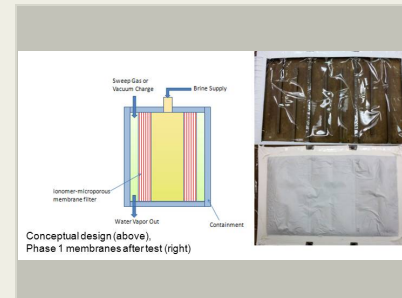 Sweep Gas or
Vacuum Charge
Brine Supply
Ionomer-microporous
membrane filter
Water Vapor Out
Containment
Conceptual design (above),
Phase 1 membranes after test (right)